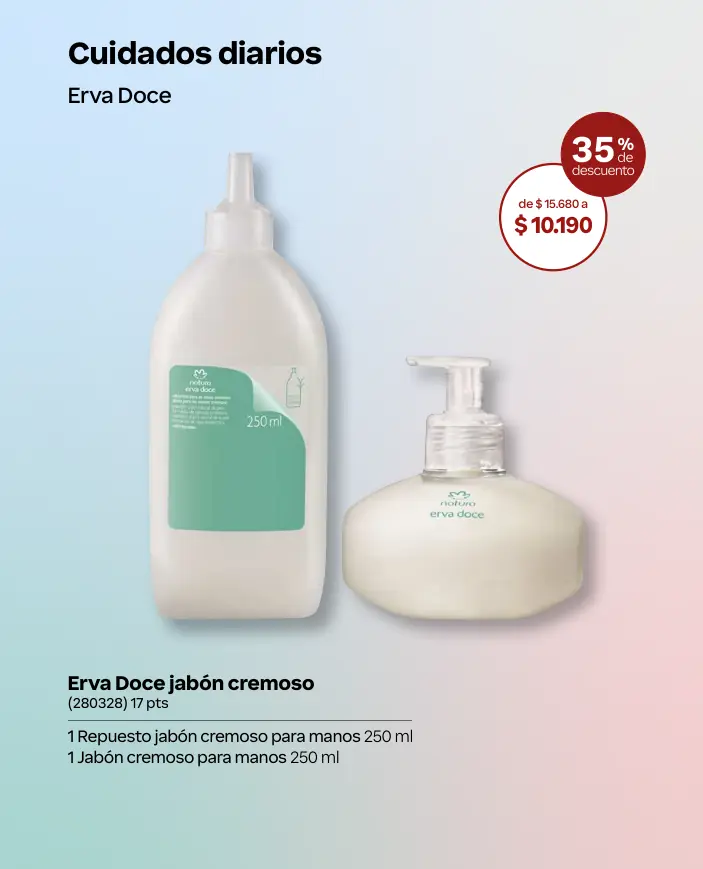 Cuidados diarios
Erva Doce
35%
de
descuento
de $ 15.680 a
$ 10.190
natura
erva doce
250 ml
natura
erva doce
Erva Doce jabón cremoso
(280328) 17 pts
1 Repuesto jabón cremoso para manos 250 ml
1 Jabón cremoso para manos 250 ml